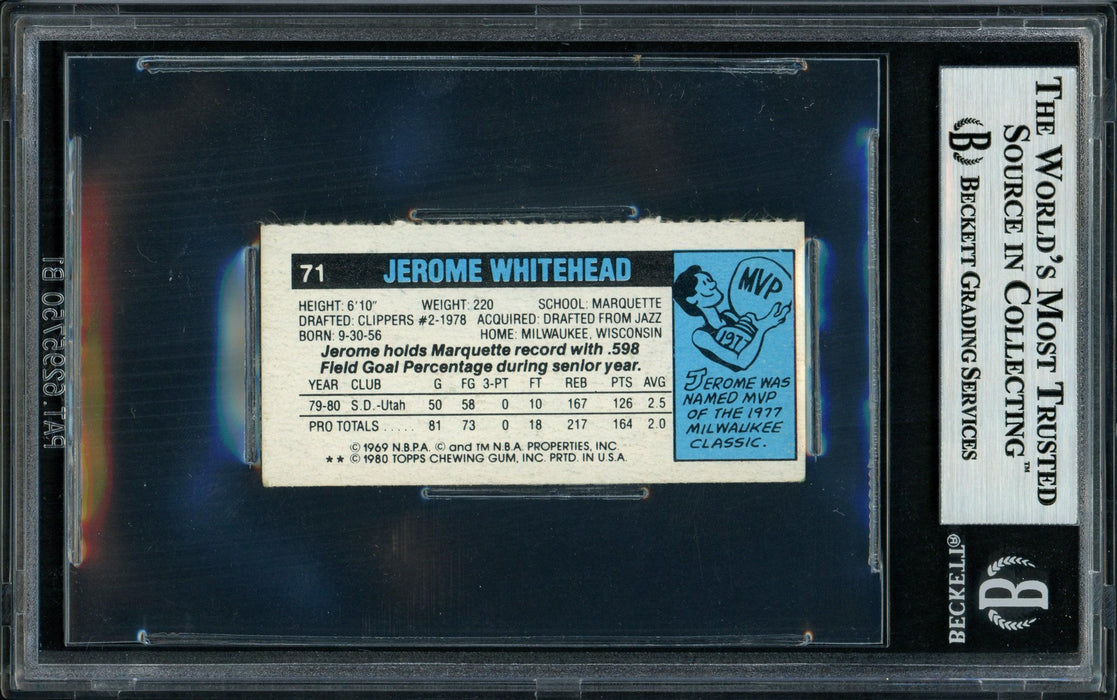 71 JEROME WHITEHEAD
HEIGHT: 6'10" WEIGHT: 220 SCHOOL: MARQUETTE
DRAFTED: CLIPPERS #2-1978 ACQUIRED: DRAFTED FROM JAZZ
BORN: 9-30-56 HOME: MILWAUKEE, WISCONSIN
Jerome holds Marquette record with .598
Field Goal Percentage during senior year.
YEAR CLUB G FG 3-PT FT REB PTS AVG
79-80 S.D.-Utah 50 58 0 10 167 126 2.5
PRO TOTALS ..... 81 73 0 18 217 164 2.0
© 1969 N.B.P.A. © and TM N.B.A. PROPERTIES, INC.
★★ © 1980 TOPPS CHEWING GUM, INC. PRTD. IN U.S.A.
MVP
1977
JEROME WAS
NAMED MVP
OF THE 1977
MILWAUKEE
CLASSIC.
THE WORLD'S MOST TRUSTED
SOURCE IN COLLECTING™
B BECKETT GRADING SERVICES
B
BECKETT®
PAT. 6295750 B1